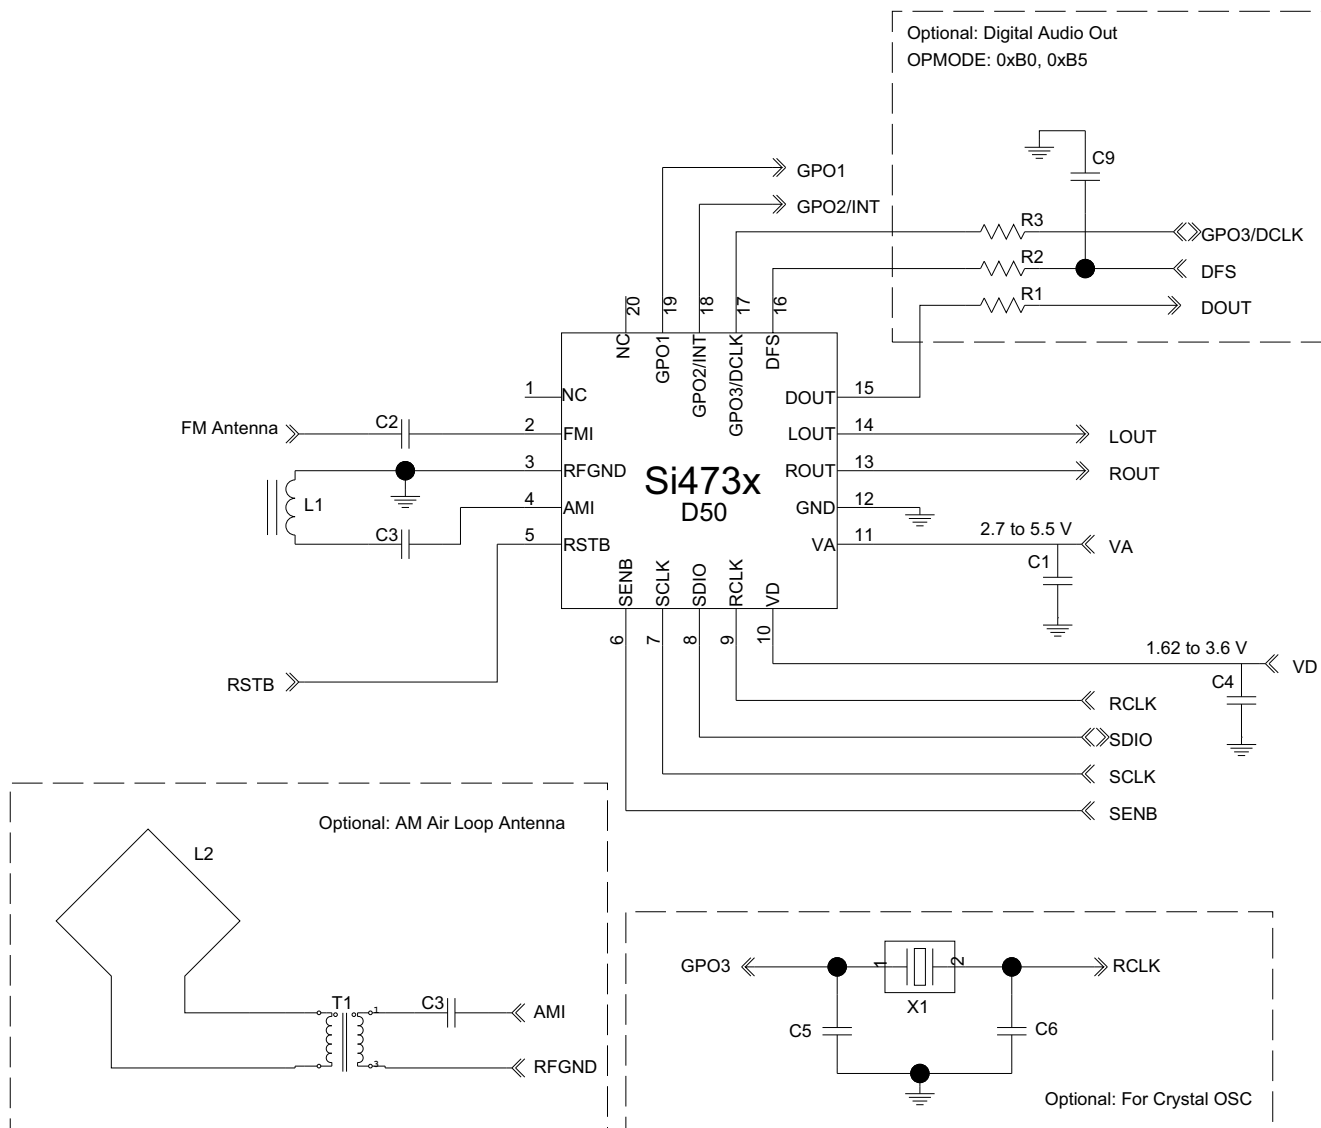 Optional: Digital Audio Out
OPMODE: 0xB0, 0xB5
C9
GPO1
GPO2/INT
R3
GPO3/DCLK
R2
DFS
R1
DOUT
20
19
18
17
16
NC
GPO1
GPO2/INT
GPO3/DCLK
DFS
1
NC
DOUT
15
FM Antenna
C2
2
FMI
LOUT
14
LOUT
3
RFGND
ROUT
13
ROUT
Si473x
D50
L1
4
AMI
GND
12
C3
5
RSTB
VA
11
2.7 to 5.5 V
VA
C1
SENB
SCLK
SDIO
RCLK
VD
6
7
8
9
10
1.62 to 3.6 V
VD
C4
RSTB
RCLK
SDIO
SCLK
SENB
Optional: AM Air Loop Antenna
L2
T1
1
C3
AMI
3
RFGND
GPO3
1
2
RCLK
X1
C5
C6
Optional: For Crystal OSC